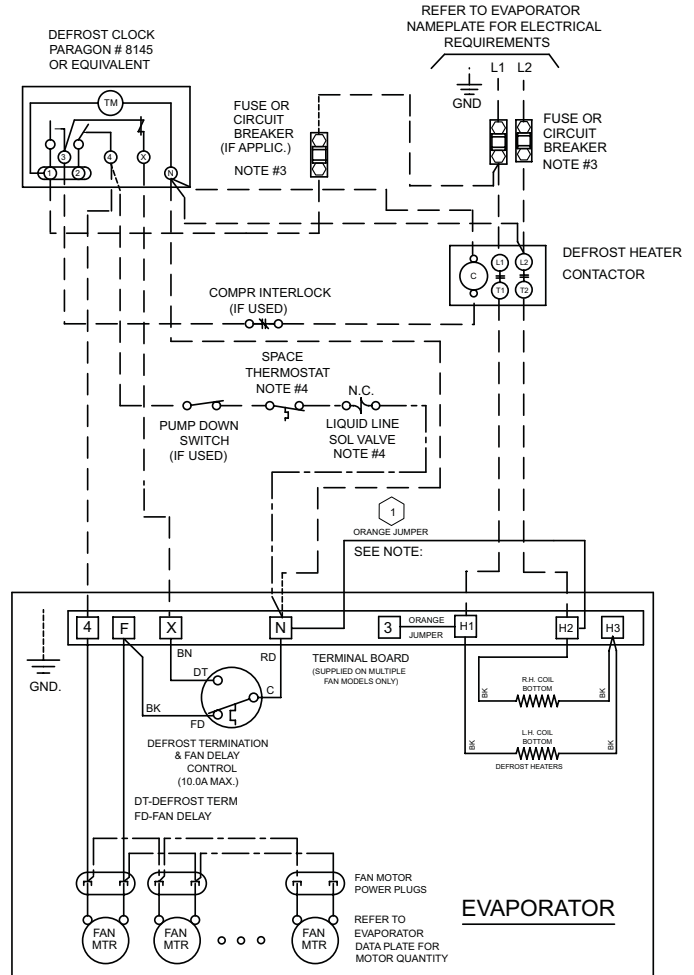 REFER TO EVAPORATOR
NAMEPLATE FOR ELECTRICAL
REQUIREMENTS
DEFROST CLOCK
PARAGON # 8145
OR EQUIVALENT
L1 L2
GND
TM
FUSE OR
CIRCUIT
BREAKER
(IF APPLIC.)
NOTE #3
FUSE OR
CIRCUIT
BREAKER
NOTE #3
3 4 X
1 2 N
DEFROST HEATER
CONTACTOR
C L1 L2
T1 T2
COMPR INTERLOCK
(IF USED)
SPACE
THERMOSTAT
NOTE #4
N.C.
PUMP DOWN
SWITCH
(IF USED)
LIQUID LINE
SOL VALVE
NOTE #4
1
ORANGE JUMPER
SEE NOTE:
4 F X N 3 ORANGE
JUMPER
H1 H2 H3
GND.
BN
RD
TERMINAL BOARD
(SUPPLIED ON MULTIPLE
FAN MODELS ONLY)
DT
C
BK
FD
DEFROST TERMINATION
& FAN DELAY
CONTROL
(10.0A MAX.)
DT-DEFROST TERM
FD-FAN DELAY
R.H. COIL
BOTTOM
BK BK
L.H. COIL
BOTTOM
BK BK
DEFROST HEATERS
FAN MOTOR
POWER PLUGS
FAN
MTR
FAN
MTR
FAN
MTR
REFER TO
EVAPORATOR
DATA PLATE FOR
MOTOR QUANTITY
EVAPORATOR